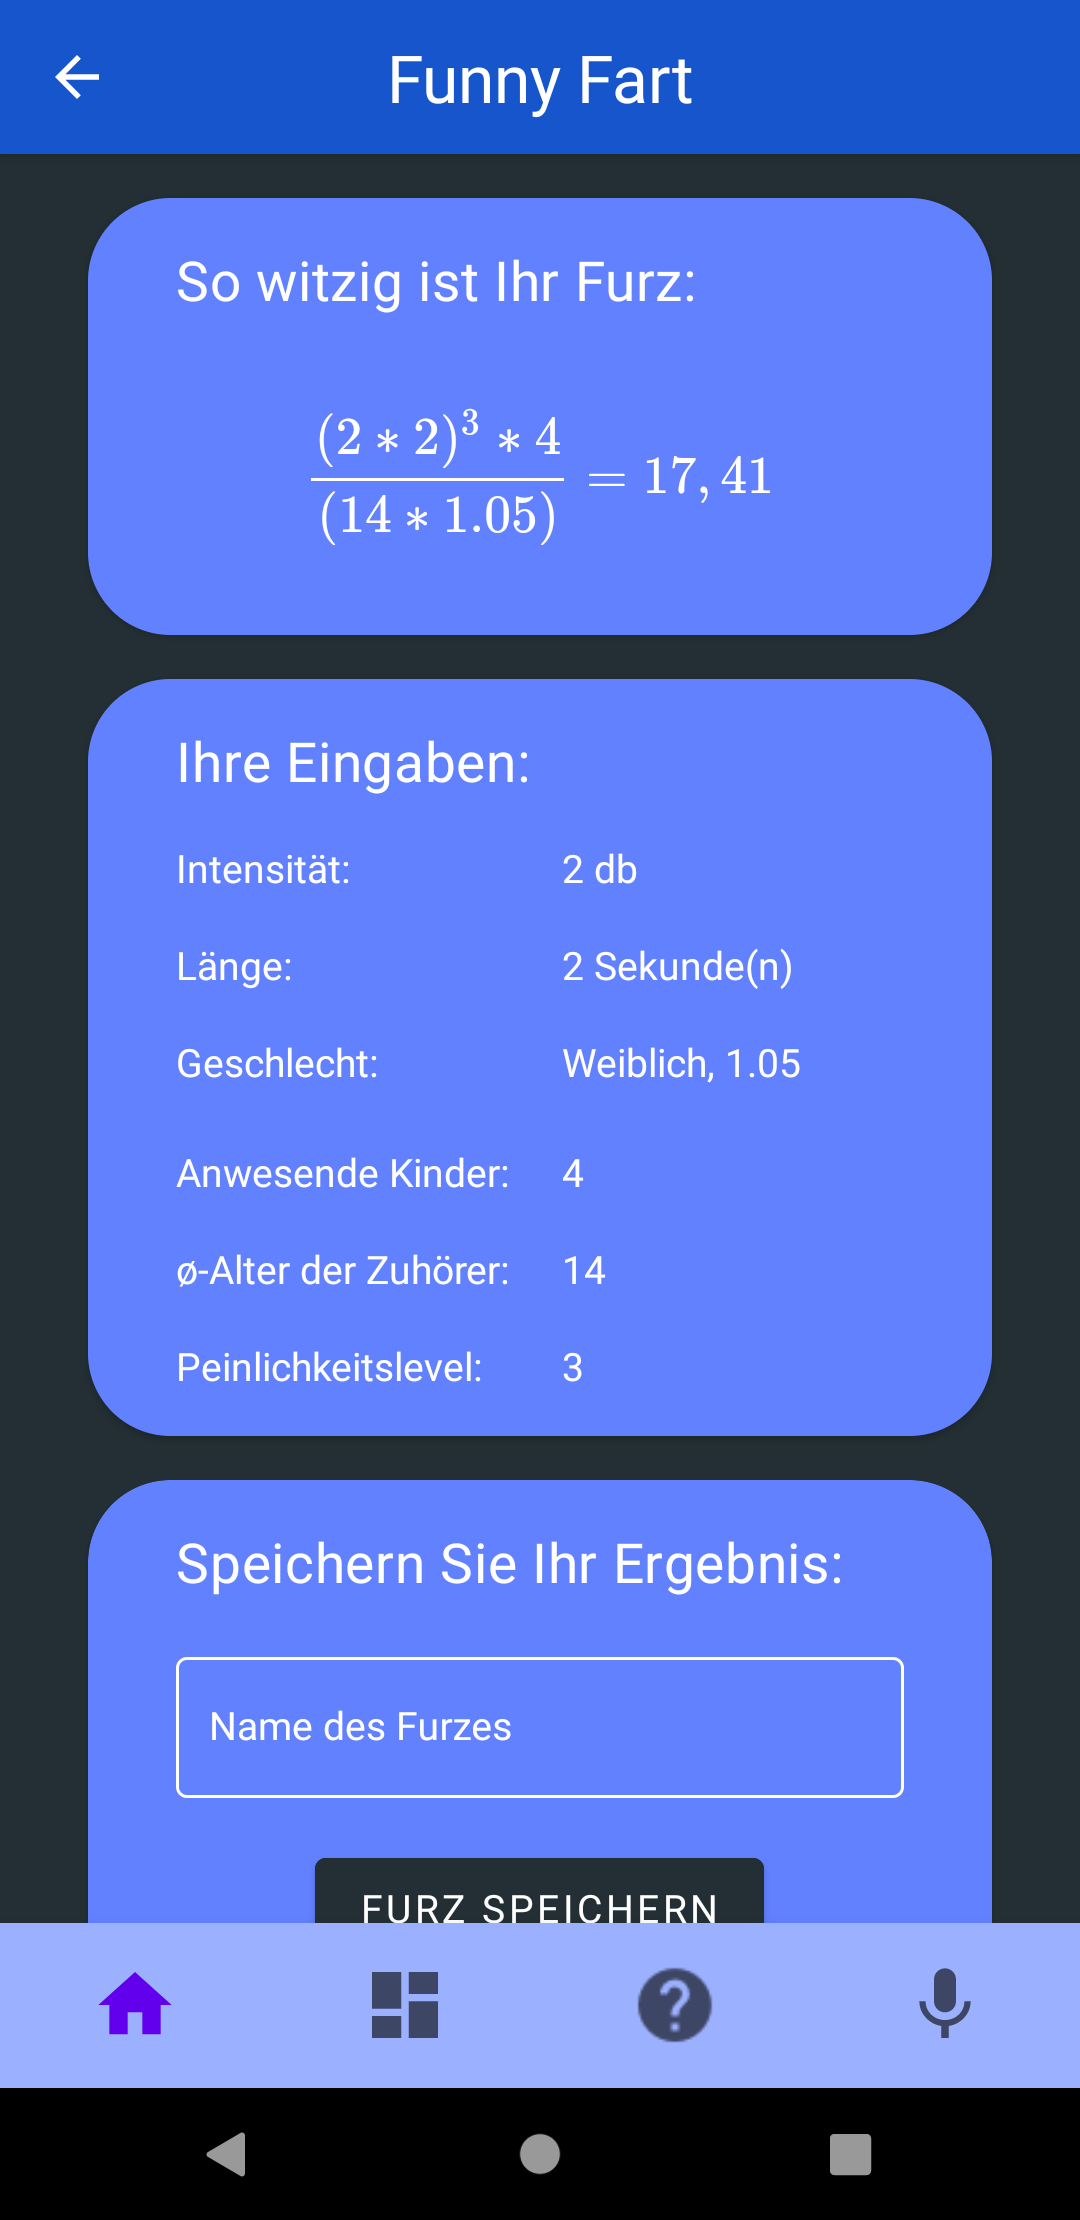 Funny Fart
So witzig ist Ihr Furz:
(2 * 2)³ * 4
(14 * 1.05)
= 17,41
Ihre Eingaben:
Intensität: 2 db
Länge: 2 Sekunde(n)
Geschlecht: Weiblich, 1.05
Anwesende Kinder: 4
ø-Alter der Zuhörer: 14
Peinlichkeitslevel: 3
Speichern Sie Ihr Ergebnis:
Name des Furzes
FURZ SPEICHERN
?